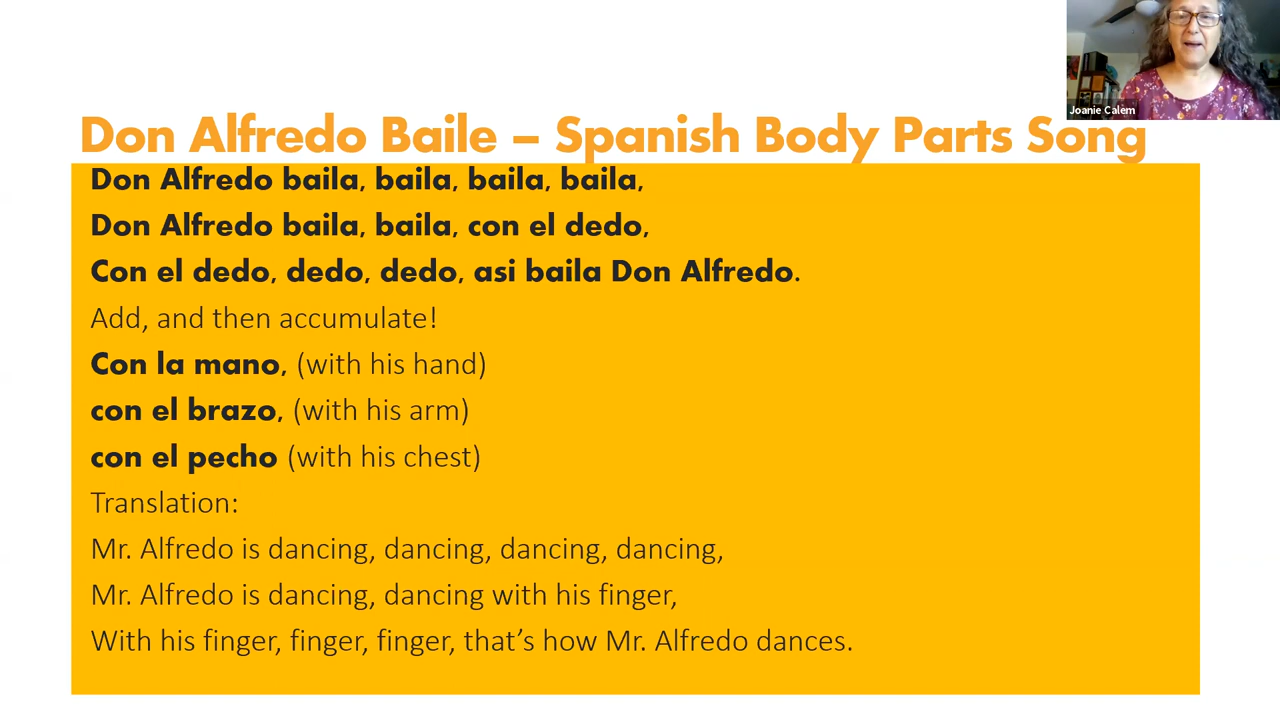 Joanie Calem
Don Alfredo Baile – Spanish Body Parts Song
Don Alfredo baila, baila, baila, baila,
Don Alfredo baila, baila, con el dedo,
Con el dedo, dedo, dedo, asi baila Don Alfredo.
Add, and then accumulate!
Con la mano, (with his hand)
con el brazo, (with his arm)
con el pecho (with his chest)
Translation:
Mr. Alfredo is dancing, dancing, dancing, dancing,
Mr. Alfredo is dancing, dancing with his finger,
With his finger, finger, finger, that’s how Mr. Alfredo dances.